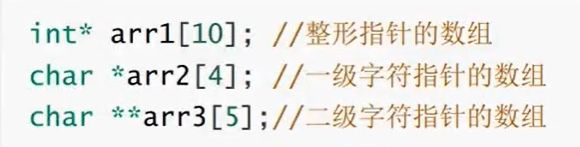 int* arr1[10]; //整形指针的数组
char *arr2[4]; //一级字符指针的数组
char **arr3[5];//二级字符指针的数组